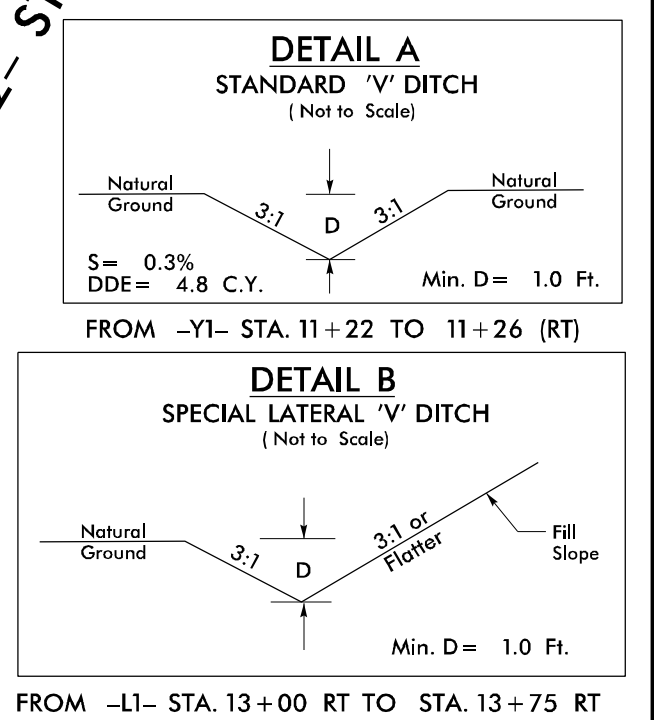 DETAIL A
STANDARD 'V' DITCH
( Not to Scale)
Natural
Ground
3:1
D
3:1
Natural
Ground
S= 0.3%
DDE= 4.8 C.Y.
Min. D= 1.0 Ft.
FROM -Y1- STA. 11+22 TO 11+26 (RT)
DETAIL B
SPECIAL LATERAL 'V' DITCH
( Not to Scale)
Natural
Ground
3:1
D
3:1 or
Flatter
Fill
Slope
Min. D= 1.0 Ft.
FROM -L1- STA. 13+00 RT TO STA. 13+75 RT